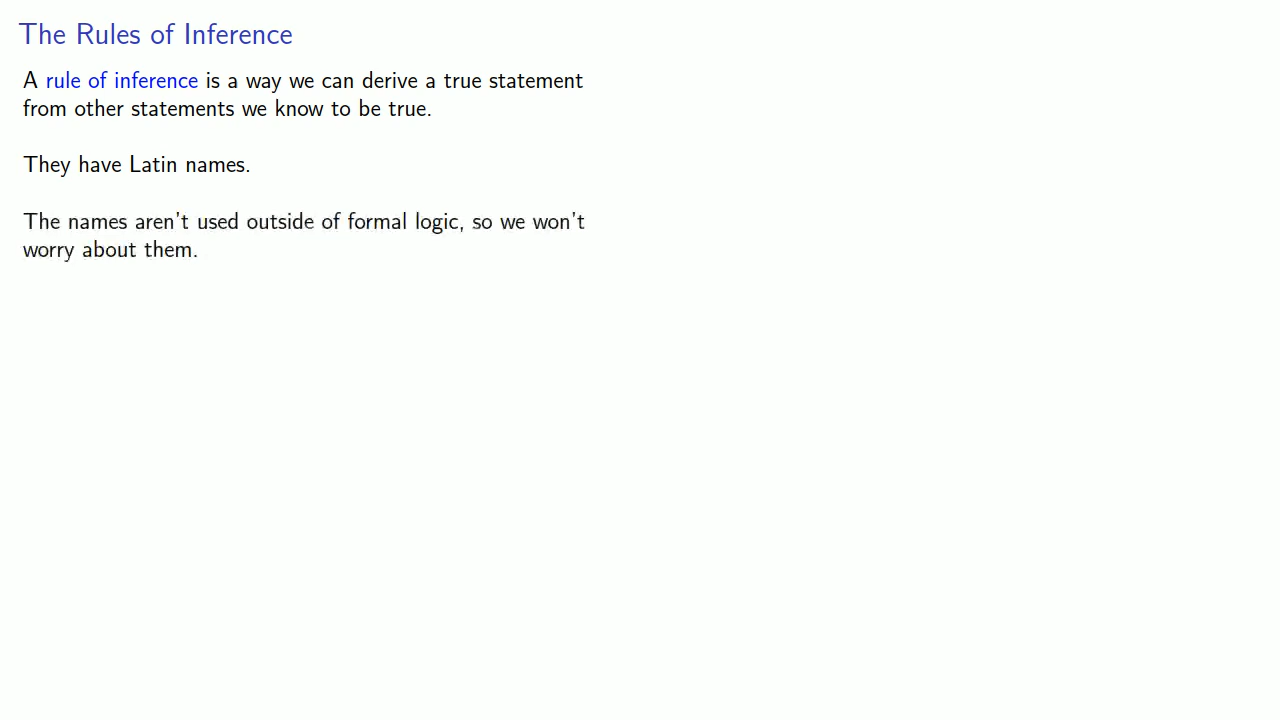 The Rules of Inference
A rule of inference is a way we can derive a true statement
from other statements we know to be true.
They have Latin names.
The names aren't used outside of formal logic, so we won't
worry about them.